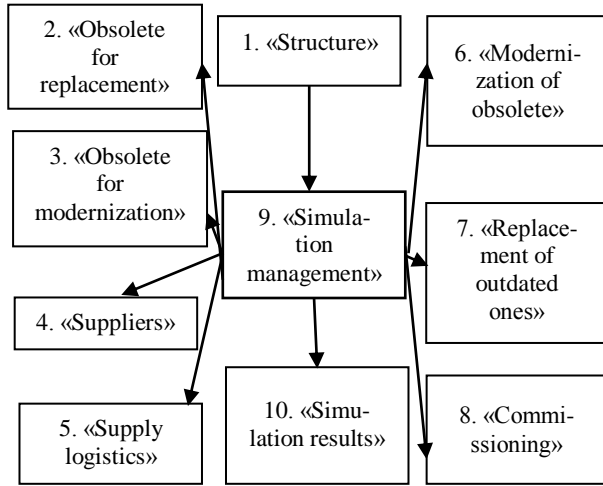 2. «Obsolete
for
replacement»
1. «Structure»
6. «Moderni-
zation of
obsolete»
3. «Obsolete
for
modernization»
9. «Simula-
tion
management»
7. «Replace-
ment of
outdated
ones»
4. «Suppliers»
5. «Supply
logistics»
10. «Simu-
lation results»
8. «Commi-
ssioning»